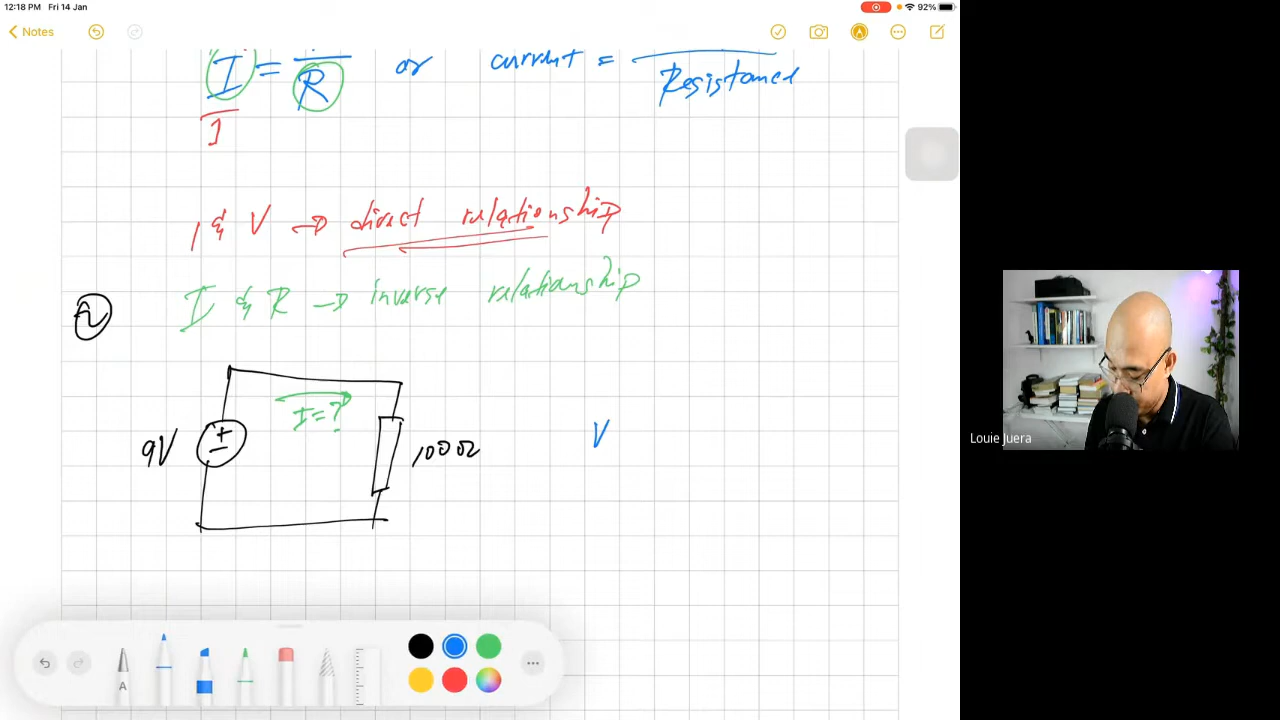 12:18 PM Fri 14 Jan
92%
Notes
I = R or current = Resistance
I
I & V → direct relationship
I & R → inverse relationship
I = ?
9V
100Ω
V
Louie Juera
A